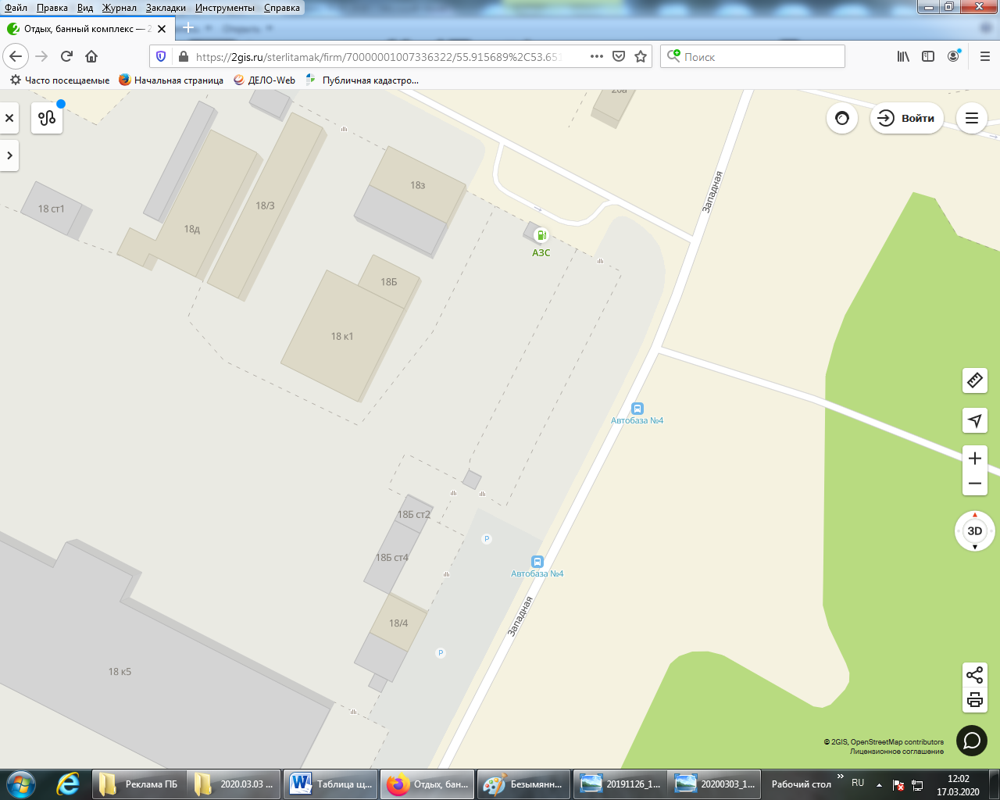 Файл Правка Вид Журнал Закладки Инструменты Справка
Отдых, банный комплекс — 2
https://2gis.ru/sterlitamak/firm/70000001007336322/55.915689%2C53.65
Поиск
Часто посещаемые Начальная страница ДЕЛО-Web Публичная кадастро...
20а
Войти
Западная
18з
18 ст1
18/3
18д
АЗС
18Б
18 к1
Автобаза №4
18Б ст2
P
18Б ст4
Автобаза №4
3D
Западная
18/4
P
18 к5
© 2GIS, OpenStreetMap contributors
Лицензионное соглашение
Реклама ПБ 2020.03.03 ... Таблица щ... Отдых, бан... Безымянн... 20191126_1... 20200303_1... Рабочий стол » RU 12:02
17.03.2020